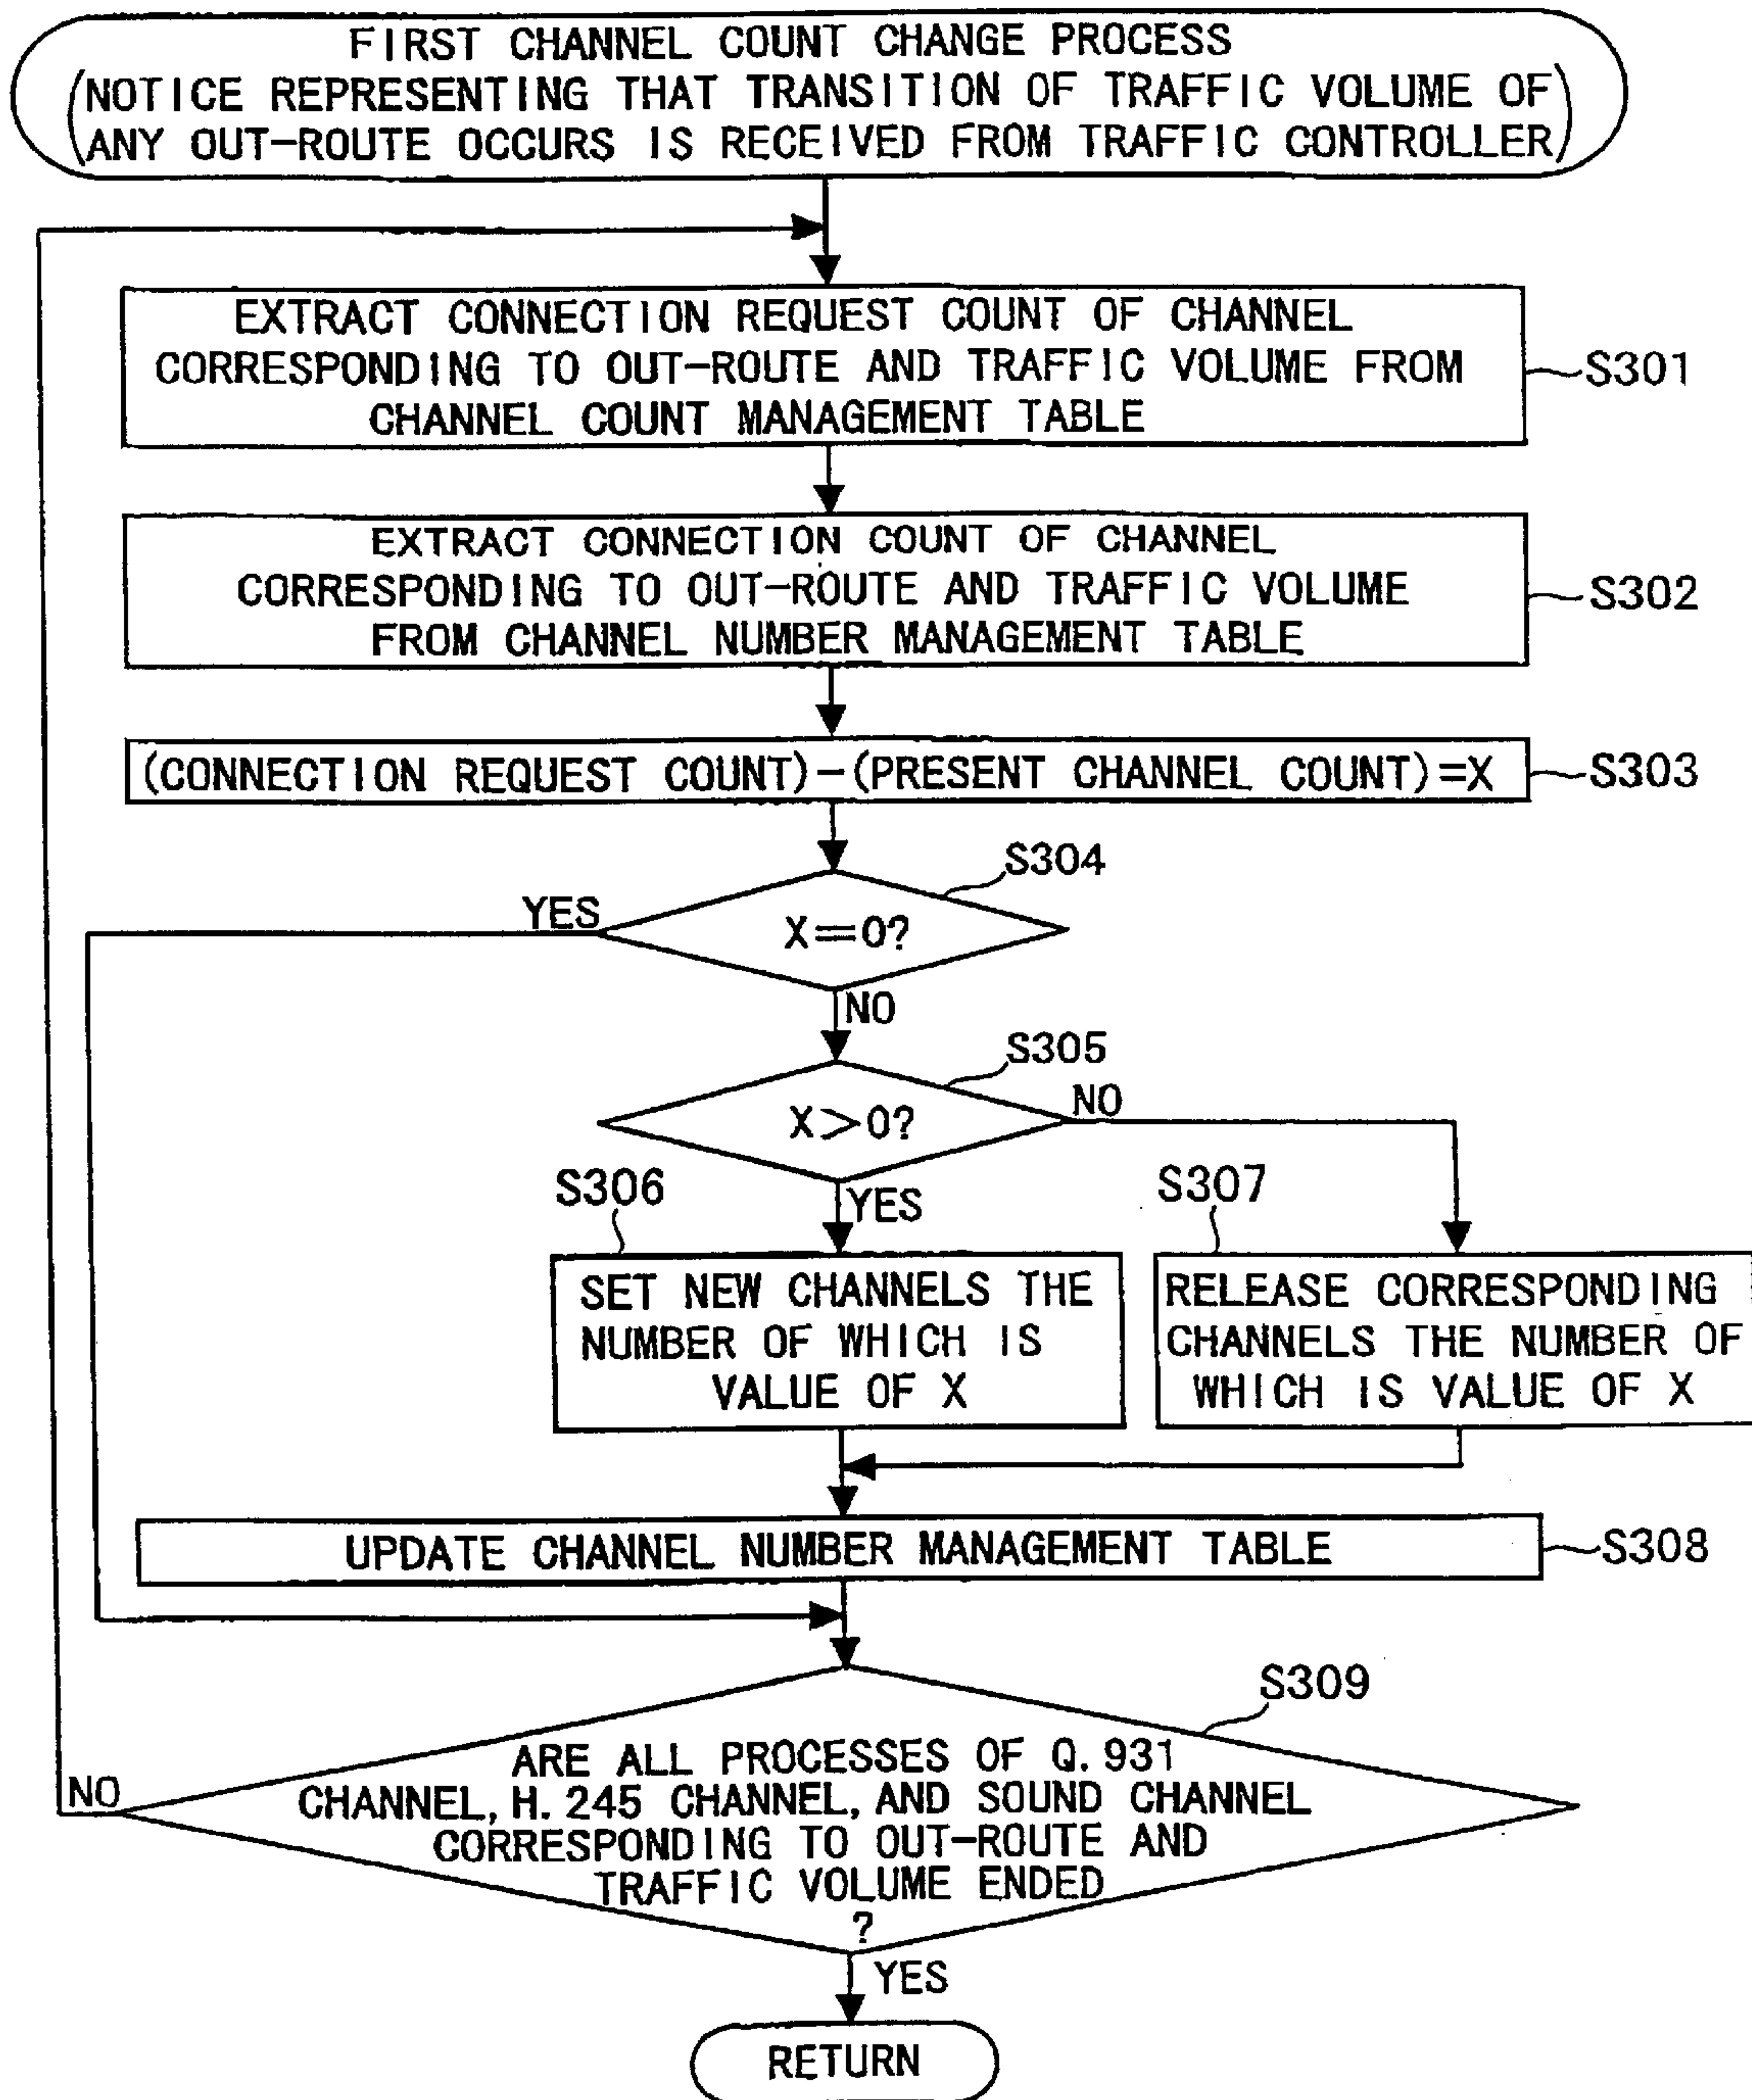 FIRST CHANNEL COUNT CHANGE PROCESS
(NOTICE REPRESENTING THAT TRANSITION OF TRAFFIC VOLUME OF
ANY OUT-ROUTE OCCURS IS RECEIVED FROM TRAFFIC CONTROLLER)
EXTRACT CONNECTION REQUEST COUNT OF CHANNEL
CORRESPONDING TO OUT-ROUTE AND TRAFFIC VOLUME FROM
CHANNEL COUNT MANAGEMENT TABLE
S301
EXTRACT CONNECTION COUNT OF CHANNEL
CORRESPONDING TO OUT-ROUTE AND TRAFFIC VOLUME
FROM CHANNEL NUMBER MANAGEMENT TABLE
S302
(CONNECTION REQUEST COUNT)-(PRESENT CHANNEL COUNT)=X
S303
S304
YES
X=0?
NO
S305
X>0?
NO
YES
S306
SET NEW CHANNELS THE
NUMBER OF WHICH IS
VALUE OF X
S307
RELEASE CORRESPONDING
CHANNELS THE NUMBER OF
WHICH IS VALUE OF X
UPDATE CHANNEL NUMBER MANAGEMENT TABLE
S308
S309
ARE ALL PROCESSES OF Q.931
CHANNEL, H.245 CHANNEL, AND SOUND CHANNEL
CORRESPONDING TO OUT-ROUTE AND
TRAFFIC VOLUME ENDED
?
NO
YES
RETURN